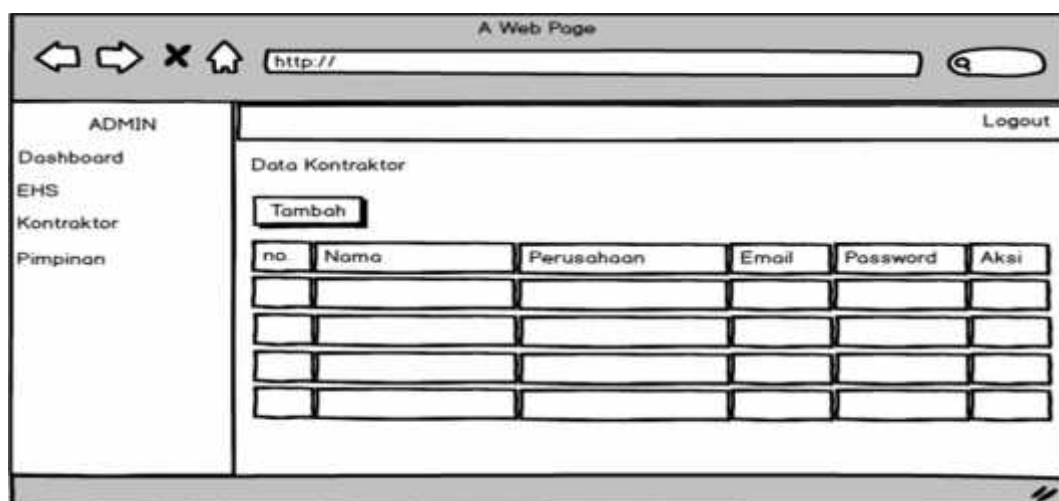 A Web Page
http://
ADMIN
Dashboard
EHS
Kontraktor
Pimpinan
Logout
Data Kontraktor
Tambah
no. Nama Perusahaan Email Password Aksi